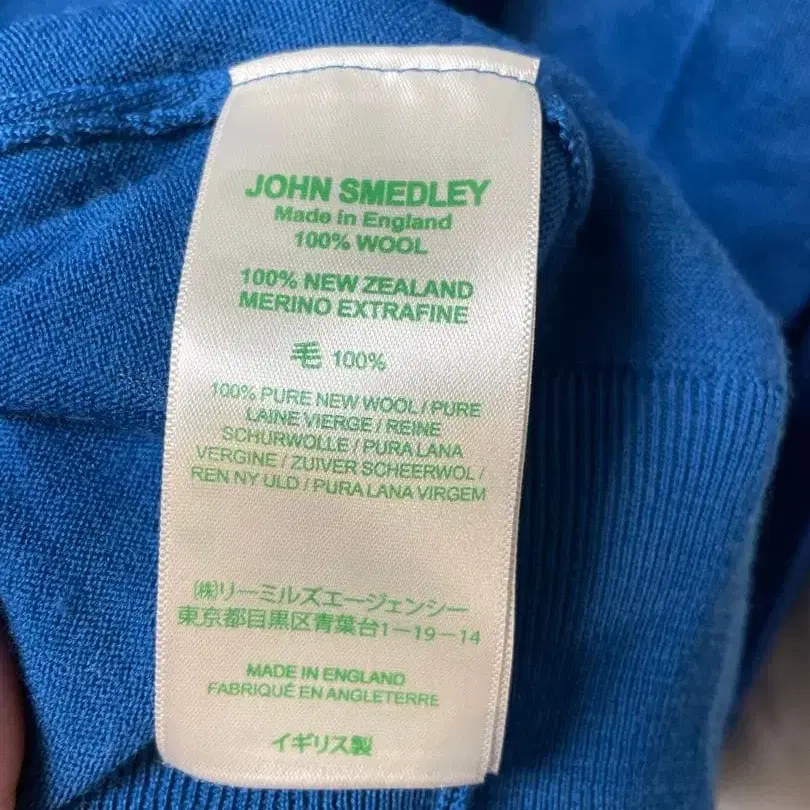 JOHN SMEDLEY
Made in England
100% WOOL
100% NEW ZEALAND
MERINO EXTRAFINE
毛 100%
100% PURE NEW WOOL / PURE
LAINE VIERGE / REINE
SCHURWOLLE / PURA LANA
VERGINE / ZUIVER SCHEERWOL /
REN NY ULD / PURA LANA VIRGEM
㈱リーミルズエージェンシー
東京都目黒区青葉台1－19－14
MADE IN ENGLAND
FABRIQUÉ EN ANGLETERRE
イギリス製